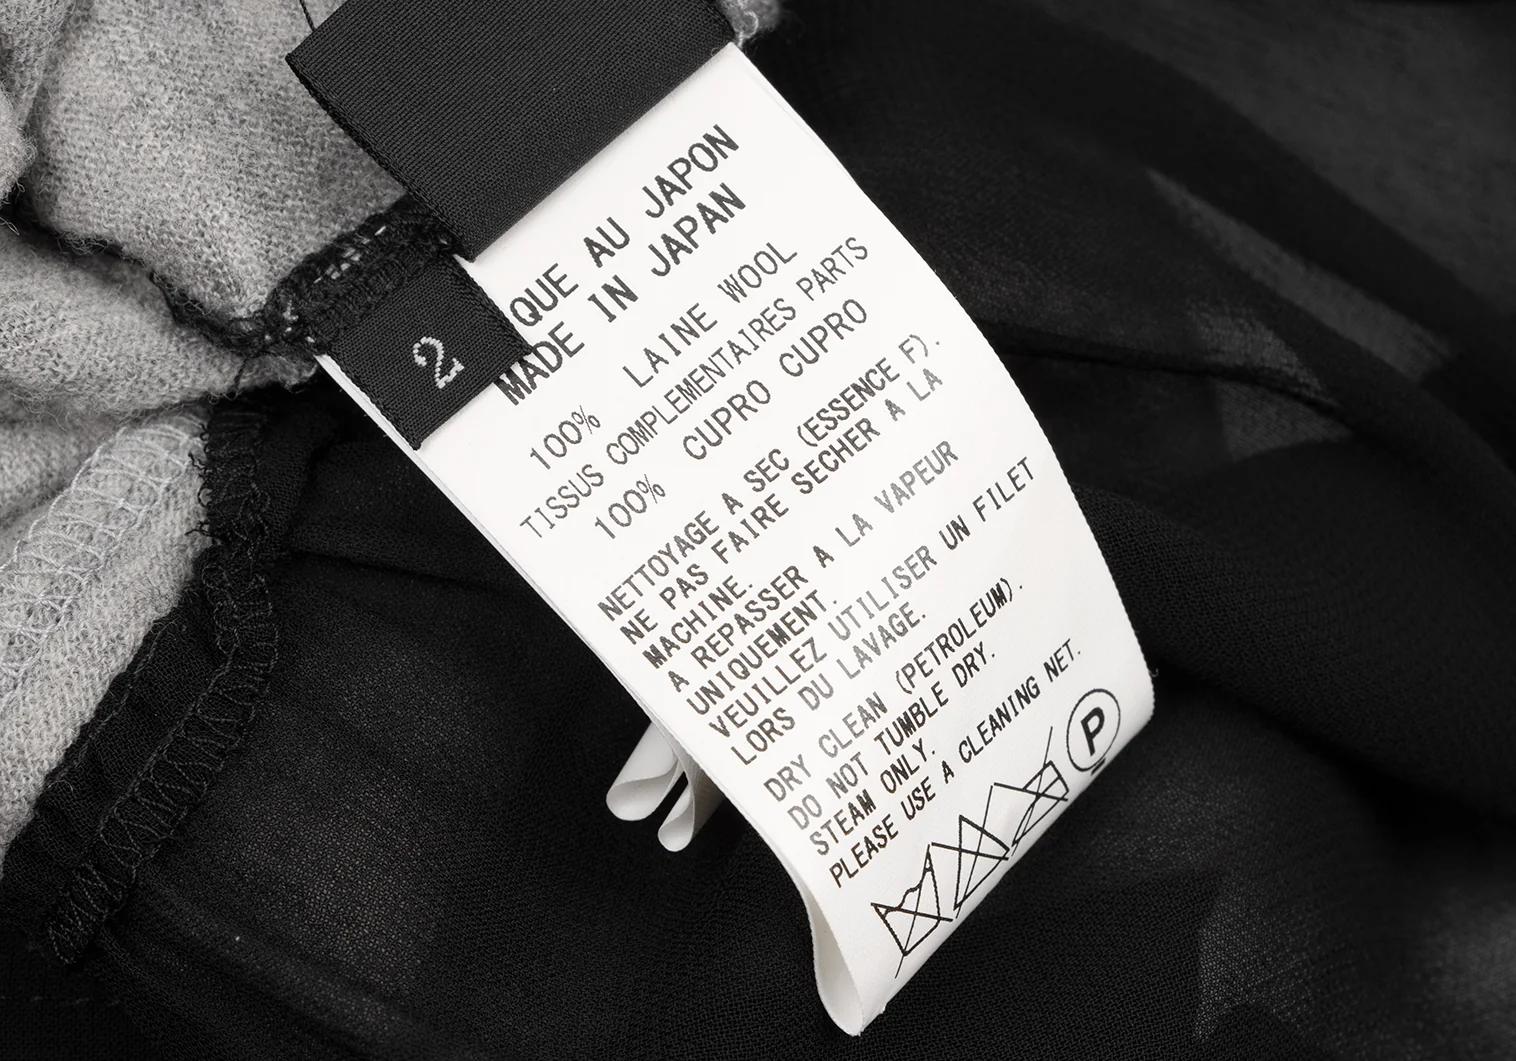 2
QUE AU JAPON
MADE IN JAPAN
100% LAINE WOOL
TISSUS COMPLEMENTAIRES PARTS
100% CUPRO CUPRO
NETTOYAGE A SEC (ESSENCE F).
NE PAS FAIRE SECHER A LA
MACHINE.
A REPASSER A LA VAPEUR
UNIQUEMENT.
VEUILLEZ UTILISER UN FILET
LORS DU LAVAGE.
DRY CLEAN (PETROLEUM).
DO NOT TUMBLE DRY.
STEAM ONLY.
PLEASE USE A CLEANING NET.
P